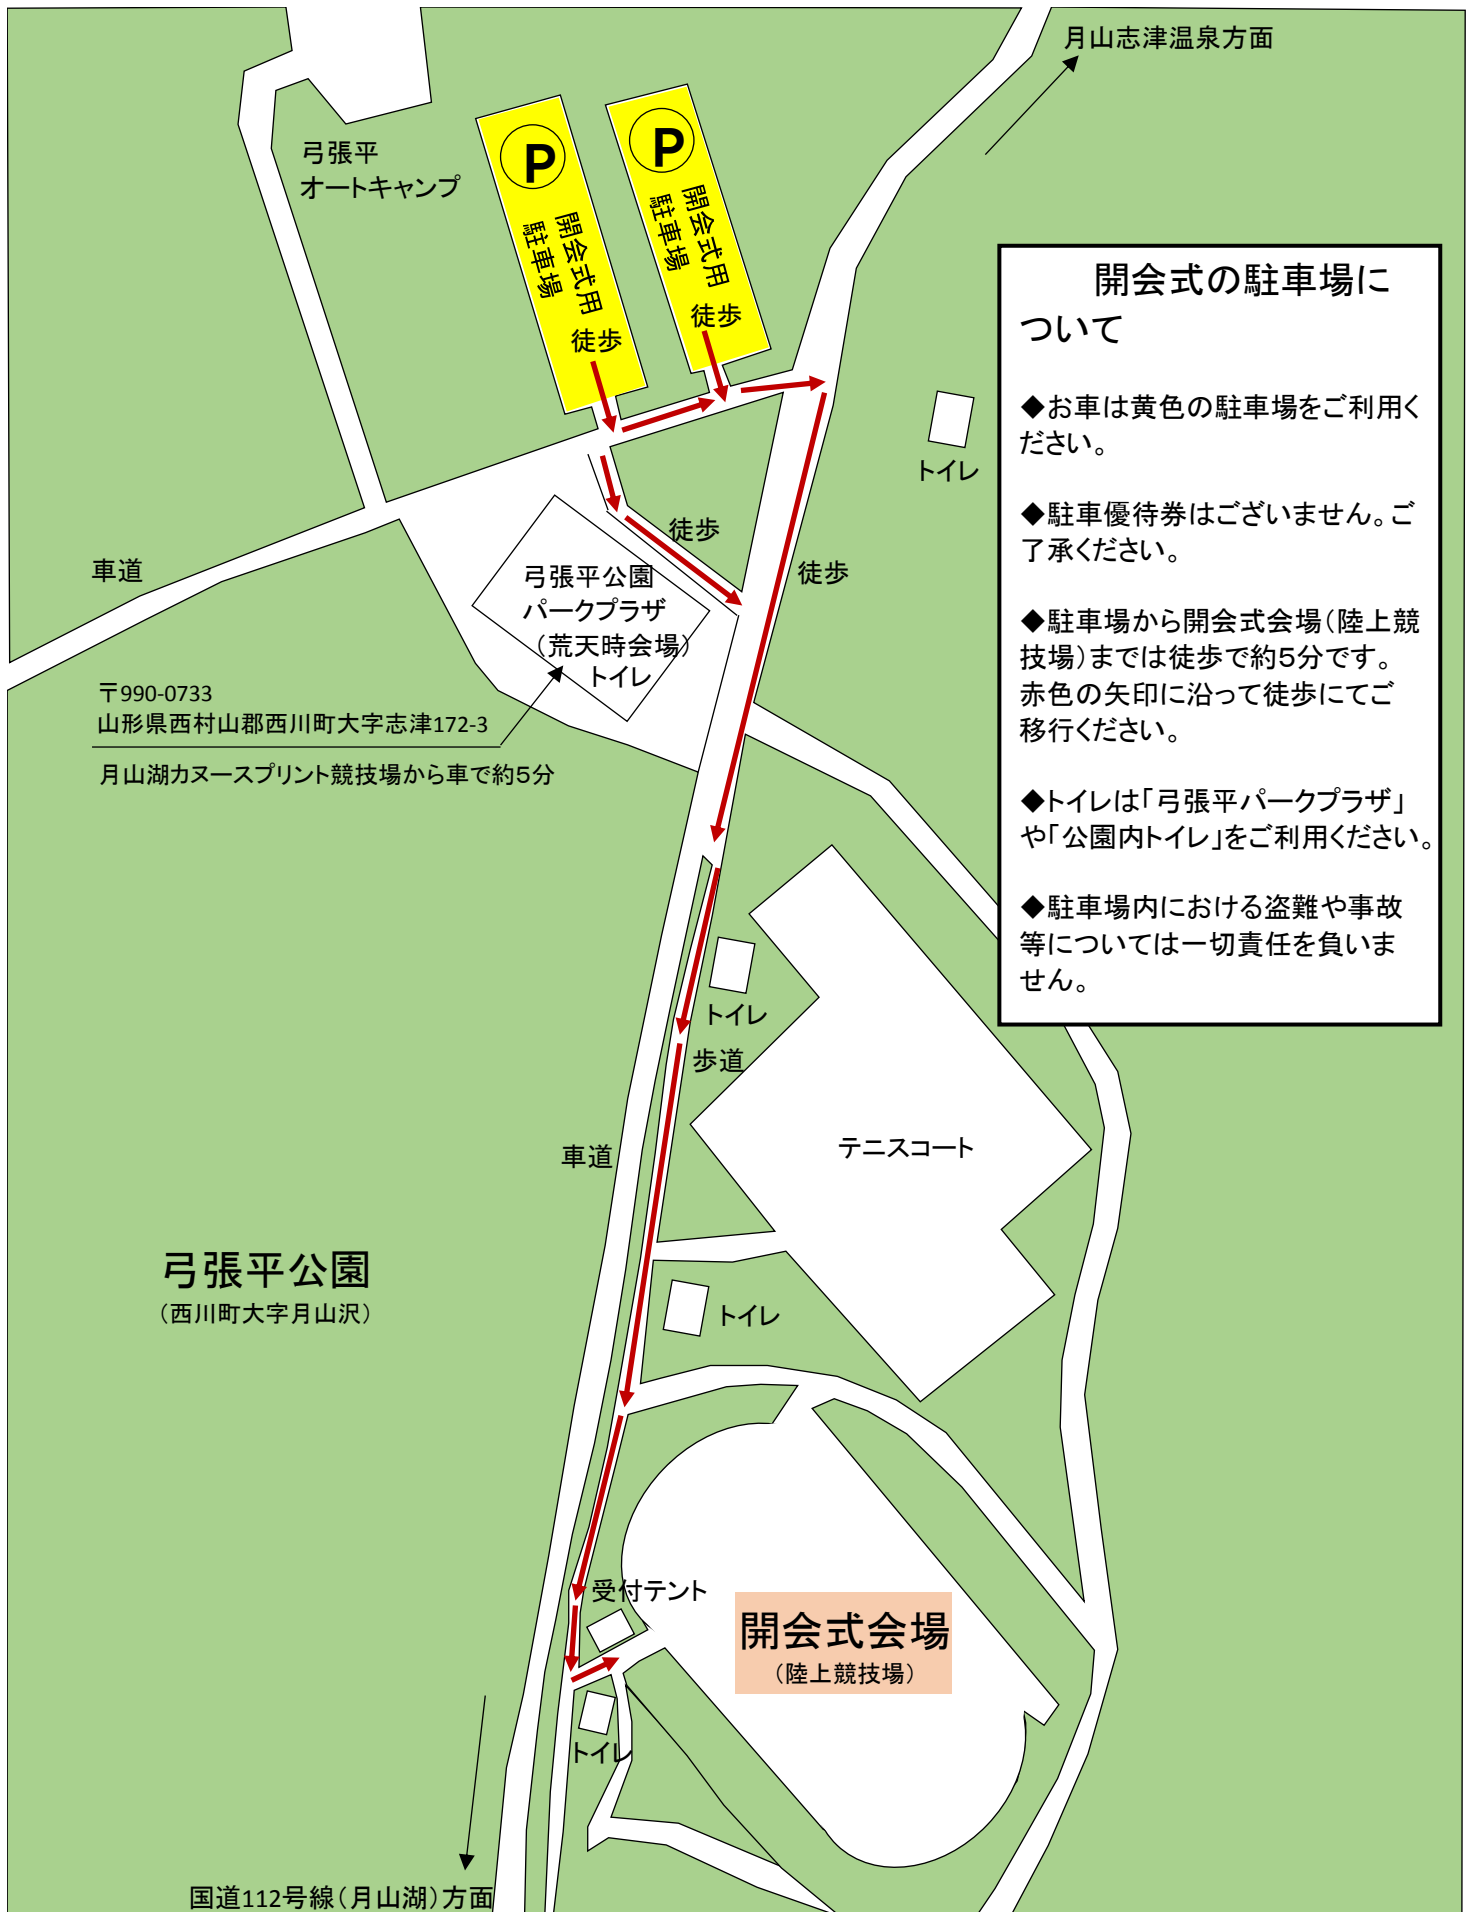 月山志津温泉方面
弓張平
オートキャンプ
P
開会式用
駐車場
徒歩
P
開会式用
駐車場
徒歩
開会式の駐車場に
ついて
◆お車は黄色の駐車場をご利用く
ださい。
◆駐車優待券はございません。ご
了承ください。
◆駐車場から開会式会場(陸上競
技場)までは徒歩で約5分です。
赤色の矢印に沿って徒歩にてご
移行ください。
◆トイレは「弓張平パークプラザ」
や「公園内トイレ」をご利用ください。
◆駐車場内における盗難や事故
等については一切責任を負いま
せん。
トイレ
車道
徒歩
徒歩
弓張平公園
パークプラザ
(荒天時会場)
トイレ
〒990-0733
山形県西村山郡西川町大字志津172-3
月山湖カヌースプリント競技場から車で約5分
トイレ
歩道
車道
テニスコート
弓張平公園
(西川町大字月山沢)
トイレ
受付テント
開会式会場
(陸上競技場)
トイレ
国道112号線(月山湖)方面